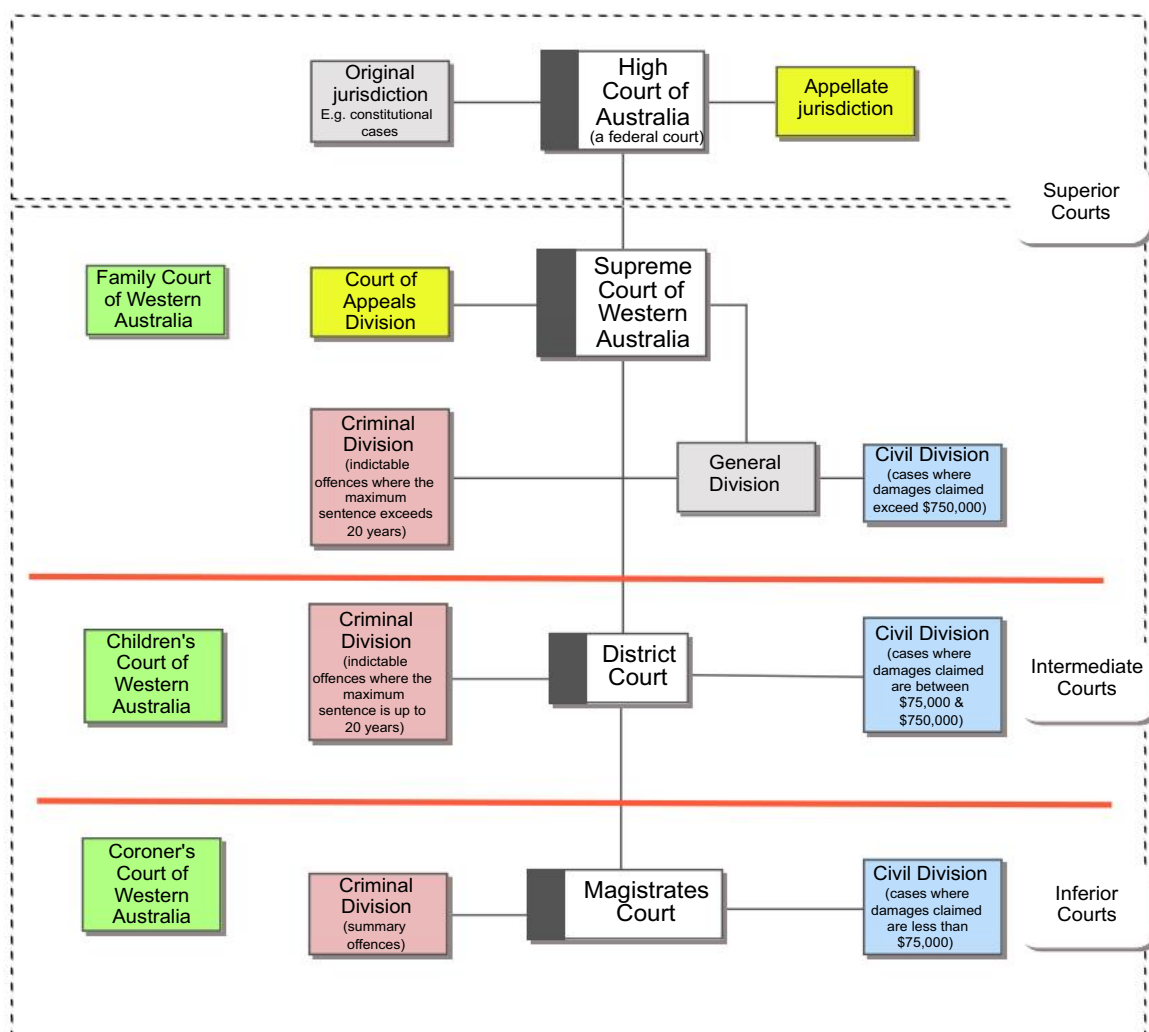 Original
jurisdiction
E.g. constitutional
cases
High
Court of
Australia
(a federal court)
Appellate
jurisdiction
Superior
Courts
Family Court
of Western
Australia
Court of
Appeals
Division
Supreme
Court of
Western
Australia
Criminal
Division
(indictable
offences where the
maximum
sentence exceeds
20 years)
General
Division
Civil Division
(cases where
damages claimed
exceed $750,000)
Children's
Court of
Western
Australia
Criminal
Division
(indictable
offences where the
maximum
sentence is up to
20 years)
District
Court
Civil Division
(cases where
damages claimed
are between
$75,000 &
$750,000)
Intermediate
Courts
Coroner's
Court of
Western
Australia
Criminal
Division
(summary
offences)
Magistrates
Court
Civil Division
(cases where
damages claimed
are less than
$75,000)
Inferior
Courts